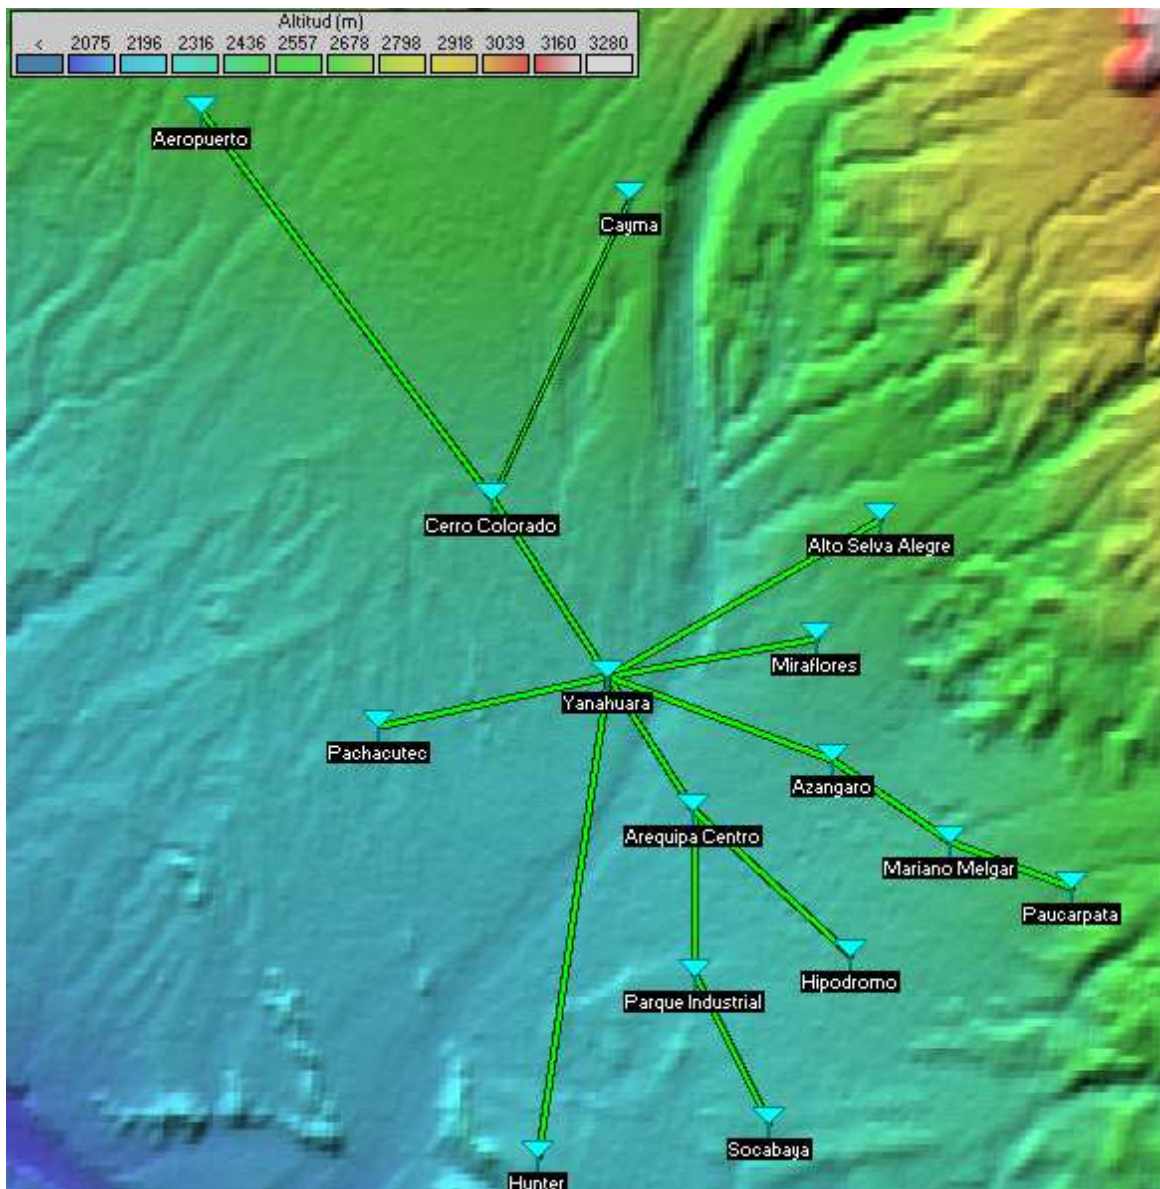 Altitud (m)
< 2075 2196 2316 2436 2557 2678 2798 2918 3039 3160 3280
Aeropuerto
Cayma
Cerro Colorado
Alto Selva Alegre
Miraflores
Yanahuara
Pachacutec
Azangaro
Arequipa Centro
Mariano Melgar
Paucarpata
Hipodromo
Parque Industrial
Socabaya
Hunter